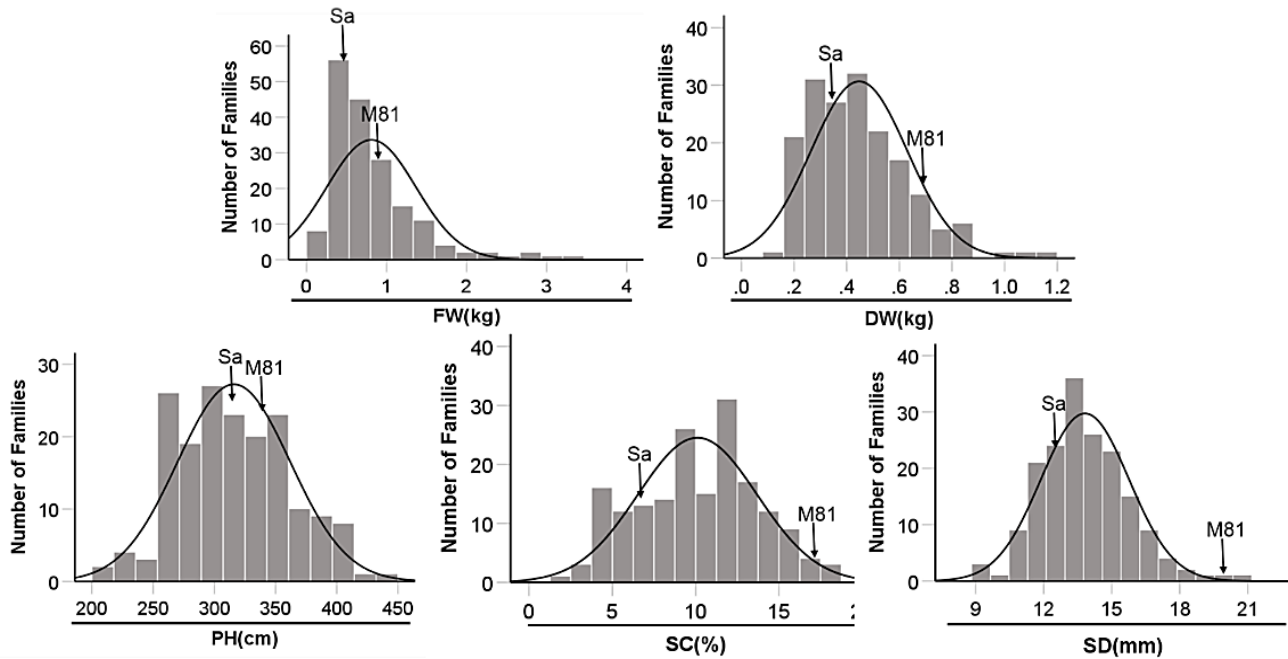 Sa
M81
Number of Families
60
50
40
30
20
10
0
0 1 2 3 4
FW(kg)
Sa
M81
Number of Families
40
30
20
10
0
.0 .2 .4 .6 .8 1.0 1.2
DW(kg)
Sa M81
Number of Families
30
20
10
0
200 250 300 350 400 450
PH(cm)
Sa
M81
Number of Families
40
30
20
10
0
0 5 10 15 2
SC(%)
Sa
M81
Number of Families
40
30
20
10
0
9 12 15 18 21
SD(mm)